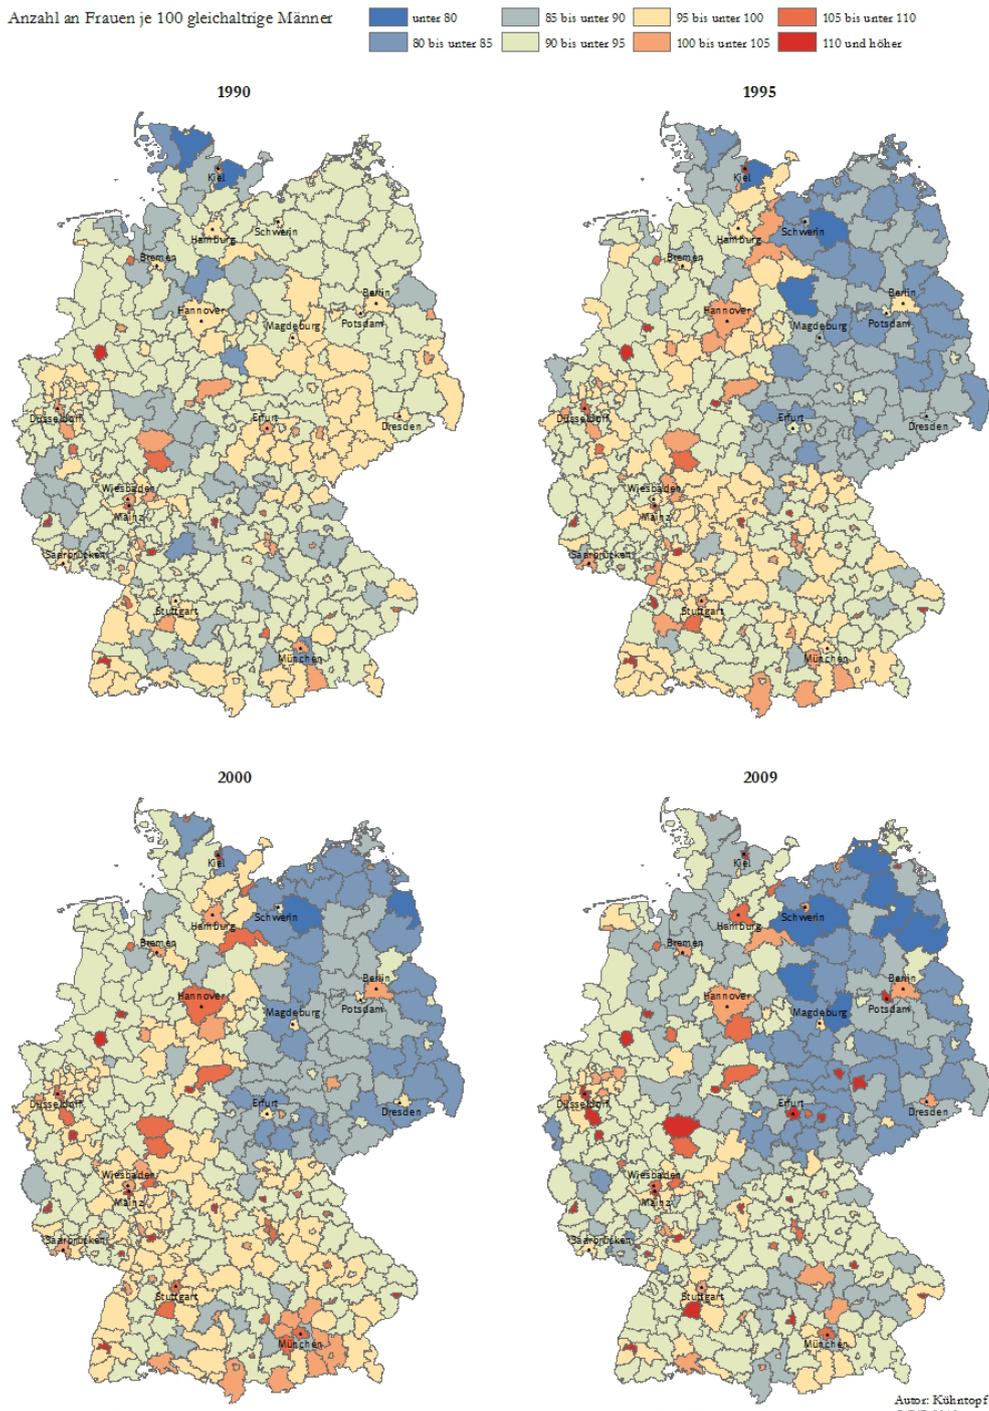 Anzahl an Frauen je 100 gleichaltrige Männer
unter 80
85 bis unter 90
95 bis unter 100
105 bis unter 110
80 bis unter 85
90 bis unter 95
100 bis unter 105
110 und höher
1990
Kiel
Hamburg
Schwerin
Bremen
Berlin
Hannover
Potsdam
Magdeburg
Düsseldorf
Erfurt
Dresden
Wiesbaden
Mainz
Saarbrücken
Stuttgart
München
1995
Kiel
Hamburg
Schwerin
Bremen
Berlin
Hannover
Potsdam
Magdeburg
Düsseldorf
Erfurt
Dresden
Wiesbaden
Mainz
Saarbrücken
Stuttgart
München
2000
Kiel
Hamburg
Schwerin
Bremen
Berlin
Hannover
Potsdam
Magdeburg
Düsseldorf
Erfurt
Dresden
Wiesbaden
Mainz
Saarbrücken
Stuttgart
München
2009
Kiel
Hamburg
Schwerin
Bremen
Berlin
Hannover
Potsdam
Magdeburg
Düsseldorf
Erfurt
Dresden
Wiesbaden
Mainz
Saarbrücken
Stuttgart
München
Autor: Kühntopf